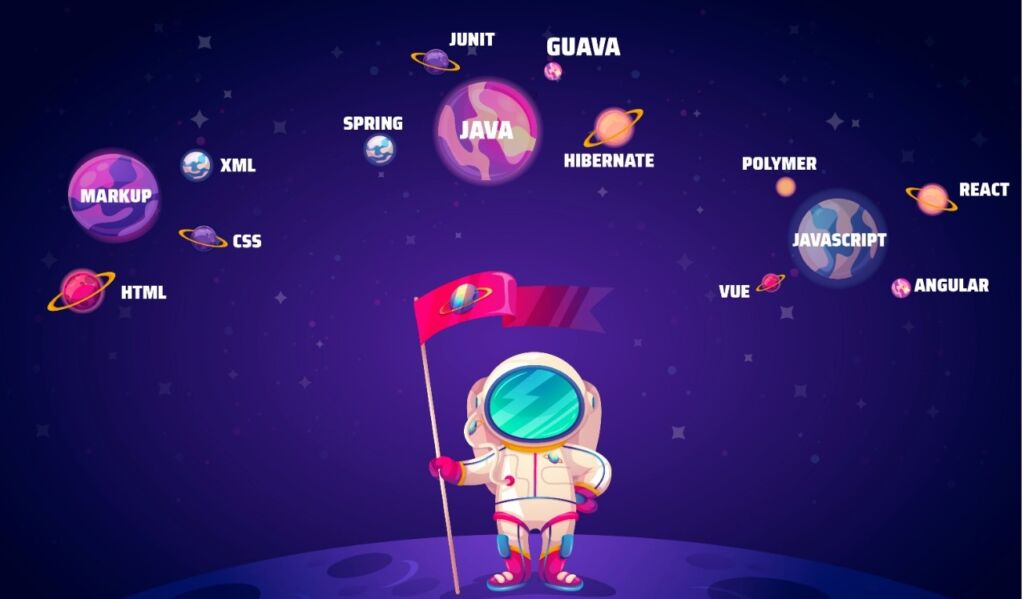 JUNIT
GUAVA
SPRING
JAVA
HIBERNATE
MARKUP
XML
CSS
HTML
POLYMER
REACT
JAVASCRIPT
VUE
ANGULAR